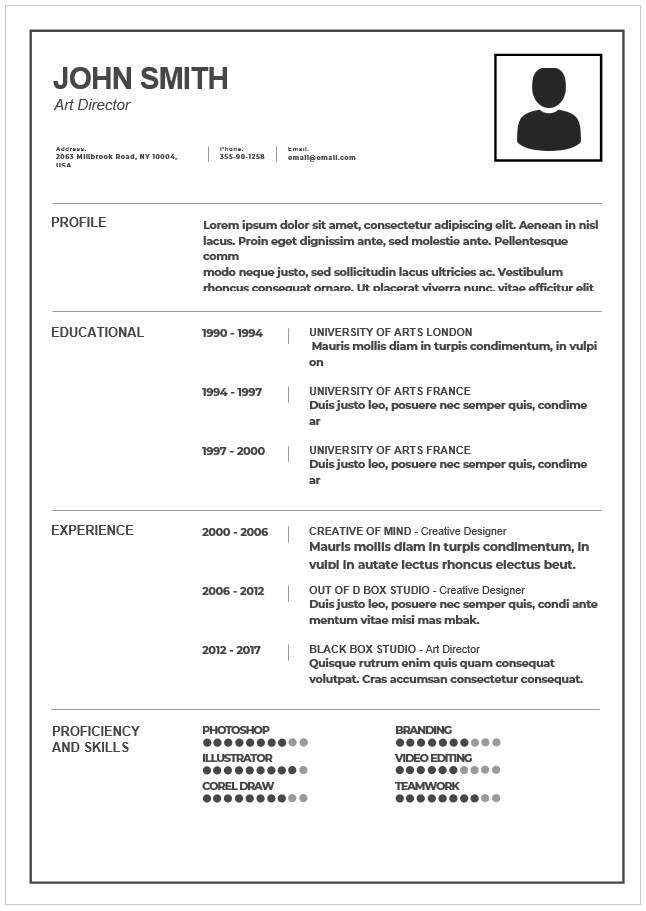 JOHN SMITH
Art Director
Address.
2063 Millbrook Road, NY 10004,
USA
Phone.
355-90-1258
Email.
email@email.com
PROFILE
Lorem ipsum dolor sit amet, consectetur adipiscing elit. Aenean in nisl
lacus. Proin eget dignissim ante, sed molestie ante. Pellentesque
comm
modo neque justo, sed sollicitudin lacus ultricies ac. Vestibulum
rhoncus consequat ornare. Ut placerat viverra nunc, vitae efficitur elit
EDUCATIONAL
1990 - 1994
UNIVERSITY OF ARTS LONDON
Mauris mollis diam in turpis condimentum, in vulpi
on
1994 - 1997
UNIVERSITY OF ARTS FRANCE
Duis justo leo, posuere nec semper quis, condime
ar
1997 - 2000
UNIVERSITY OF ARTS FRANCE
Duis justo leo, posuere nec semper quis, condime
ar
EXPERIENCE
2000 - 2006
CREATIVE OF MIND - Creative Designer
Mauris mollis diam in turpis condimentum, in
vulpi in autate lectus rhoncus electus beut.
2006 - 2012
OUT OF D BOX STUDIO - Creative Designer
Duis justo leo, posuere nec semper quis, condi ante
mentum vitae misi mas mbak.
2012 - 2017
BLACK BOX STUDIO - Art Director
Quisque rutrum enim quis quam consequat
volutpat. Cras accumsan consectetur consequat.
PROFICIENCY
AND SKILLS
PHOTOSHOP
ILLUSTRATOR
COREL DRAW
BRANDING
VIDEO EDITING
TEAMWORK